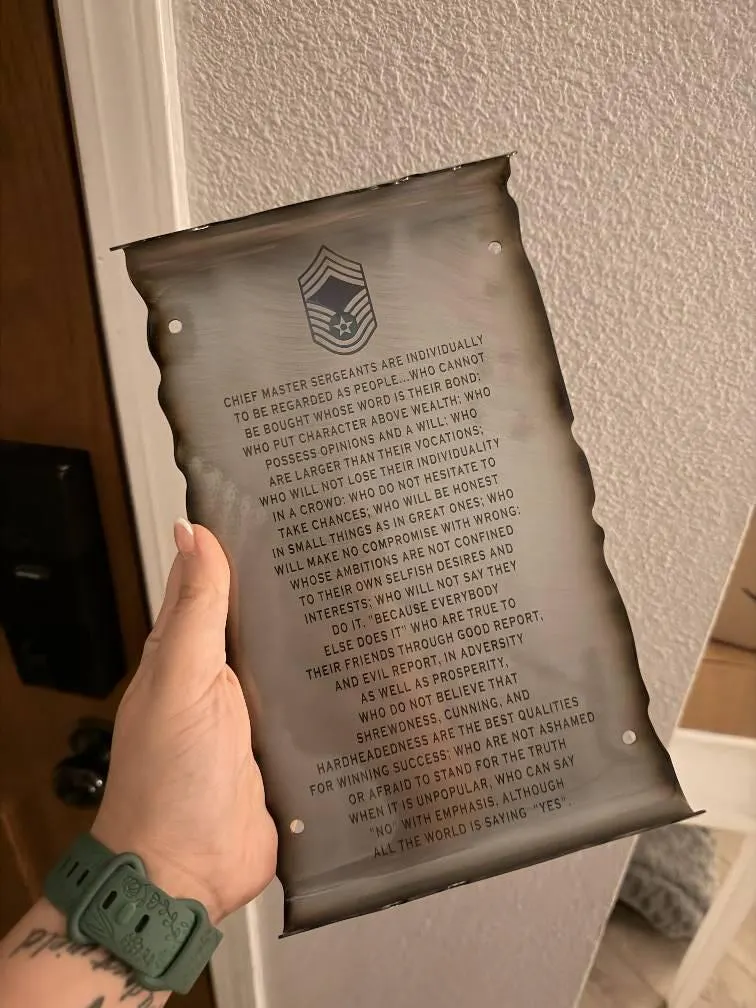 CHIEF MASTER SERGEANTS ARE INDIVIDUALLY
TO BE REGARDED AS PEOPLE...WHO CANNOT
BE BOUGHT WHOSE WORD IS THEIR BOND;
WHO PUT CHARACTER ABOVE WEALTH; WHO
POSSESS OPINIONS AND A WILL; WHO
ARE LARGER THAN THEIR VOCATIONS;
WHO WILL NOT LOSE THEIR INDIVIDUALITY
IN A CROWD; WHO DO NOT HESITATE TO
TAKE CHANCES; WHO WILL BE HONEST
IN SMALL THINGS AS IN GREAT ONES; WHO
WILL MAKE NO COMPROMISE WITH WRONG;
WHOSE AMBITIONS ARE NOT CONFINED
TO THEIR OWN SELFISH DESIRES AND
INTERESTS; WHO WILL NOT SAY THEY
DO IT, "BECAUSE EVERYBODY
ELSE DOES IT" WHO ARE TRUE TO
THEIR FRIENDS THROUGH GOOD REPORT,
AND EVIL REPORT, IN ADVERSITY
AS WELL AS PROSPERITY,
WHO DO NOT BELIEVE THAT
SHREWDNESS, CUNNING, AND
HARDHEADEDNESS ARE THE BEST QUALITIES
FOR WINNING SUCCESS; WHO ARE NOT ASHAMED
OR AFRAID TO STAND FOR THE TRUTH
WHEN IT IS UNPOPULAR, WHO CAN SAY
"NO" WITH EMPHASIS, ALTHOUGH
ALL THE WORLD IS SAYING "YES".